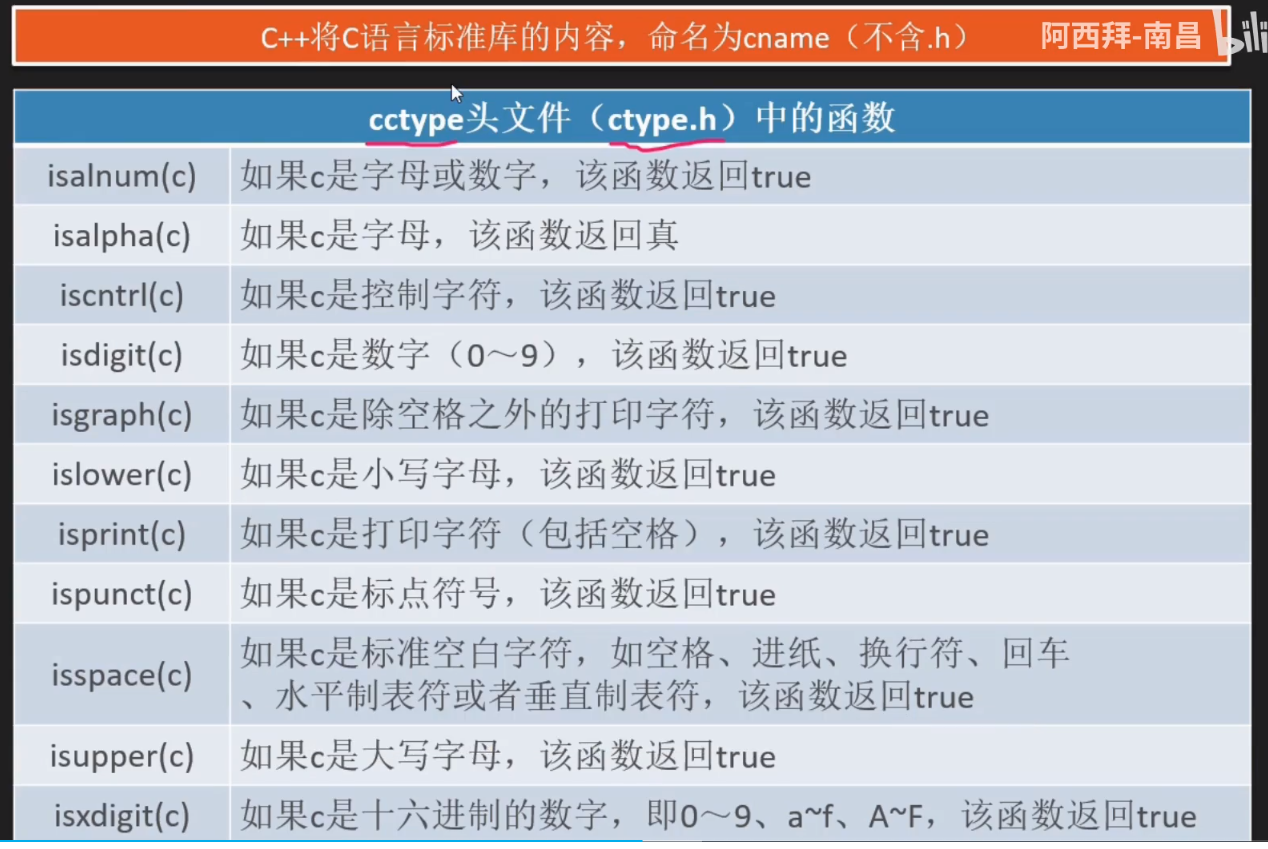 C++将C语言标准库的内容，命名为cname（不含.h）
阿西拜-南昌 bili
cctype头文件（ctype.h）中的函数
isalnum(c) 如果c是字母或数字，该函数返回true
isalpha(c) 如果c是字母，该函数返回真
iscntrl(c) 如果c是控制字符，该函数返回true
isdigit(c) 如果c是数字（0～9），该函数返回true
isgraph(c) 如果c是除空格之外的打印字符，该函数返回true
islower(c) 如果c是小写字母，该函数返回true
isprint(c) 如果c是打印字符（包括空格），该函数返回true
ispunct(c) 如果c是标点符号，该函数返回true
isspace(c) 如果c是标准空白字符，如空格、进纸、换行符、回车
、水平制表符或者垂直制表符，该函数返回true
isupper(c) 如果c是大写字母，该函数返回true
isxdigit(c) 如果c是十六进制的数字，即0～9、a~f、A~F，该函数返回true